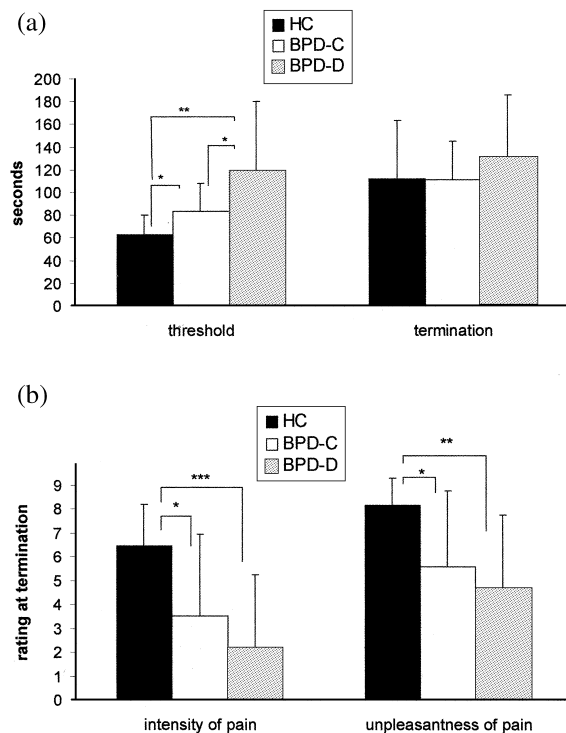 (a)
HC
BPD-C
BPD-D
200
180
160
140
120
100
80
60
40
20
0
seconds
**
*
*
threshold termination
(b)
HC
BPD-C
BPD-D
9
8
7
6
5
4
3
2
1
0
rating at termination
***
*
**
*
intensity of pain unpleasantness of pain